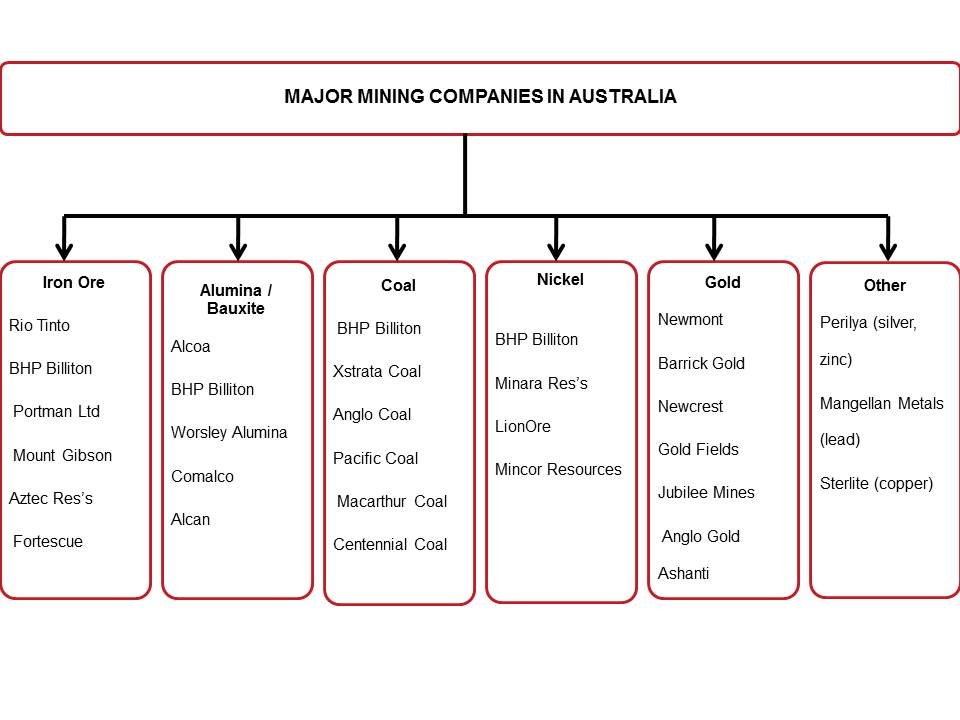 MAJOR MINING COMPANIES IN AUSTRALIA
Iron Ore
Rio Tinto
BHP Billiton
Portman Ltd
Mount Gibson
Aztec Res’s
Fortescue
Alumina /
Bauxite
Alcoa
BHP Billiton
Worsley Alumina
Comalco
Alcan
Coal
BHP Billiton
Xstrata Coal
Anglo Coal
Pacific Coal
Macarthur Coal
Centennial Coal
Nickel
BHP Billiton
Minara Res’s
LionOre
Mincor Resources
Gold
Newmont
Barrick Gold
Newcrest
Gold Fields
Jubilee Mines
Anglo Gold
Ashanti
Other
Perilya (silver,
zinc)
Mangellan Metals
(lead)
Sterlite (copper)